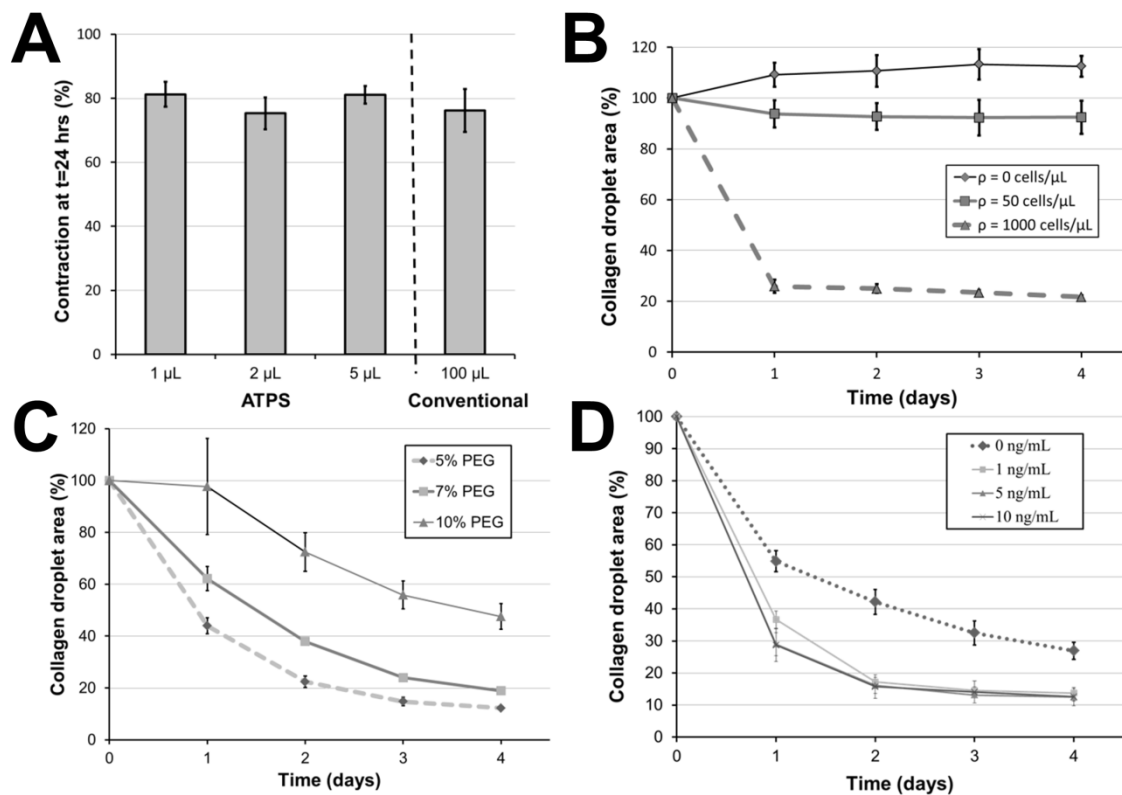 A
Contraction at t=24 hrs (%)
100
80
60
40
20
0
1 µL
2 µL
5 µL
100 µL
ATPS
Conventional
B
Collagen droplet area (%)
120
100
80
60
40
20
0
ρ = 0 cells/µL
ρ = 50 cells/µL
ρ = 1000 cells/µL
0
1
2
3
4
Time (days)
C
Collagen droplet area (%)
120
100
80
60
40
20
0
5% PEG
7% PEG
10% PEG
0
1
2
3
4
Time (days)
D
Collagen droplet area (%)
100
90
80
70
60
50
40
30
20
10
0
0 ng/mL
1 ng/mL
5 ng/mL
10 ng/mL
0
1
2
3
4
Time (days)